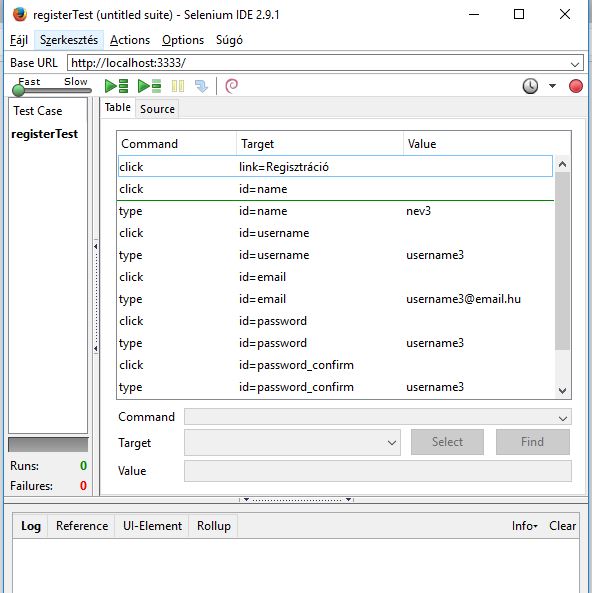 registerTest (untitled suite) - Selenium IDE 2.9.1
Fájl Szerkesztés Actions Options Súgó
Base URL http://localhost:3333/
Fast Slow
Test Case Table Source
registerTest
Command Target Value
click link=Regisztráció
click id=name
type id=name nev3
click id=username
type id=username username3
click id=email
type id=email username3@email.hu
click id=password
type id=password username3
click id=password_confirm
type id=password_confirm username3
Command
Target Select Find
Value
Runs: 0
Failures: 0
Log Reference UI-Element Rollup Info Clear